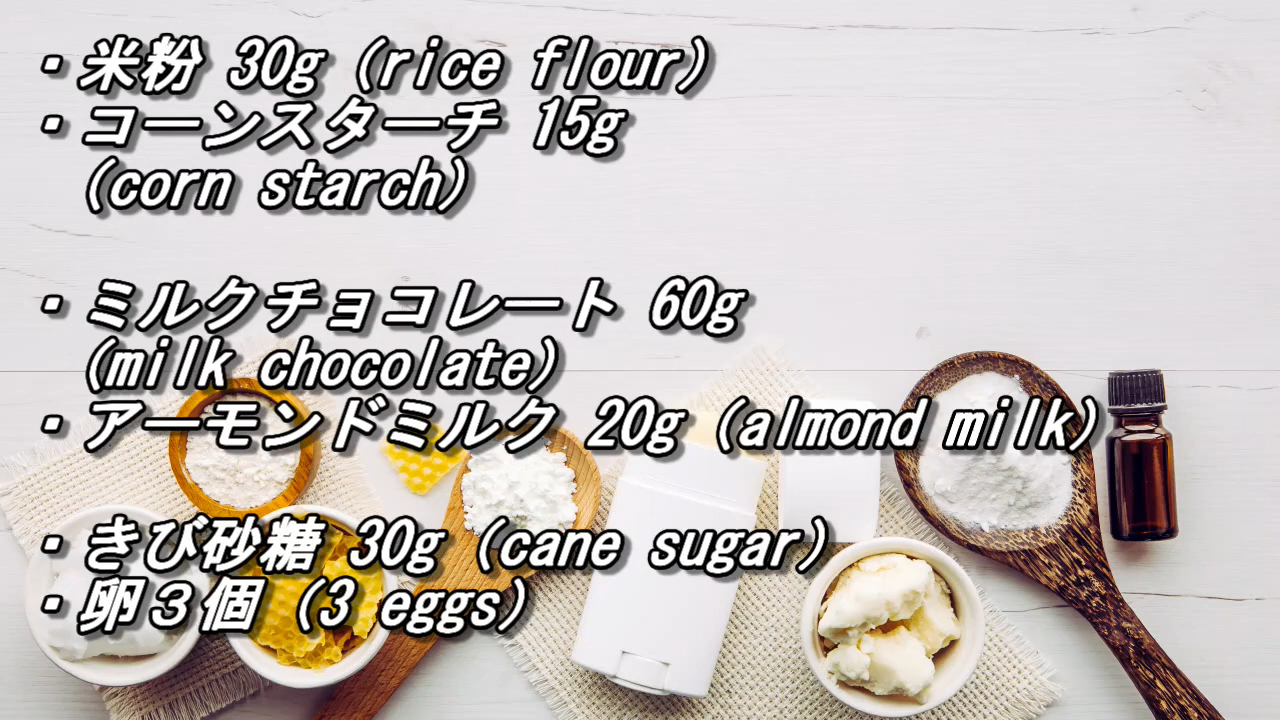 ・米粉 30g (rice flour)
・コーンスターチ 15g
(corn starch)
・ミルクチョコレート 60g
(milk chocolate)
・アーモンドミルク 20g (almond milk)
・きび砂糖 30g (cane sugar)
・卵３個 (3 eggs)